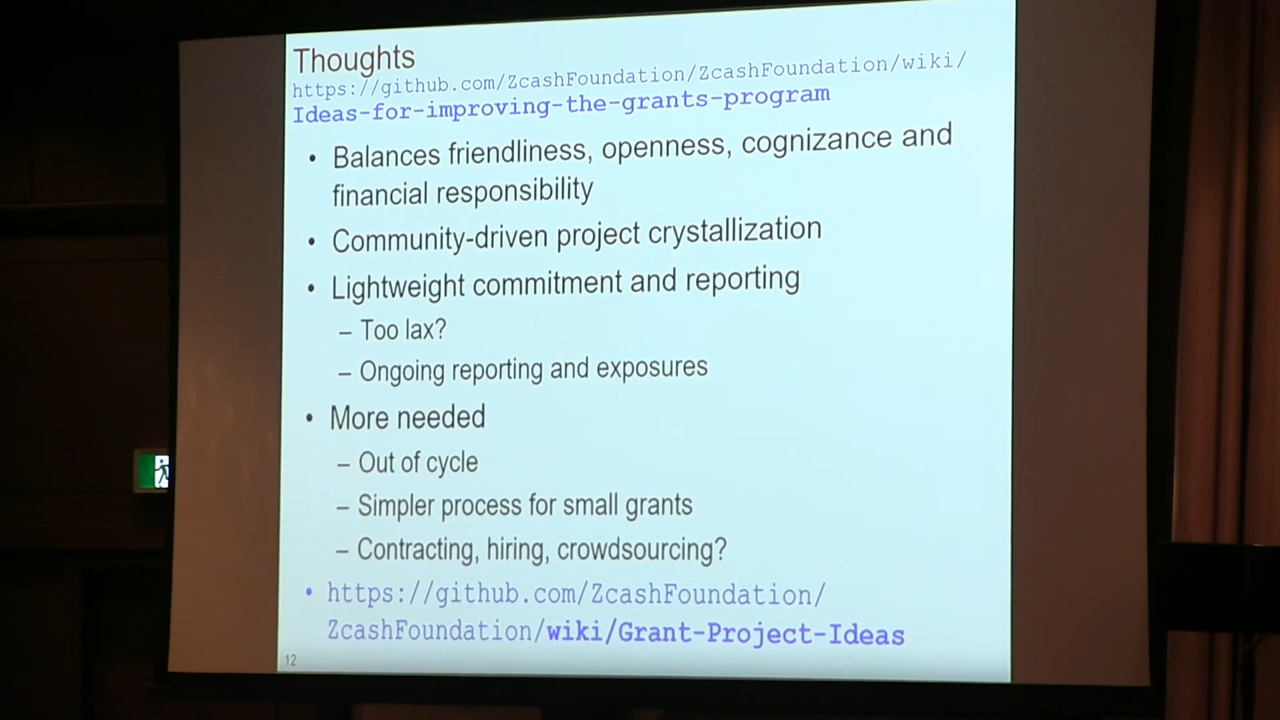 Thoughts
https://github.com/ZcashFoundation/ZcashFoundation/wiki/
Ideas-for-improving-the-grants-program
• Balances friendliness, openness, cognizance and
financial responsibility
• Community-driven project crystallization
• Lightweight commitment and reporting
– Too lax?
– Ongoing reporting and exposures
• More needed
– Out of cycle
– Simpler process for small grants
– Contracting, hiring, crowdsourcing?
• https://github.com/ZcashFoundation/
ZcashFoundation/wiki/Grant-Project-Ideas
12